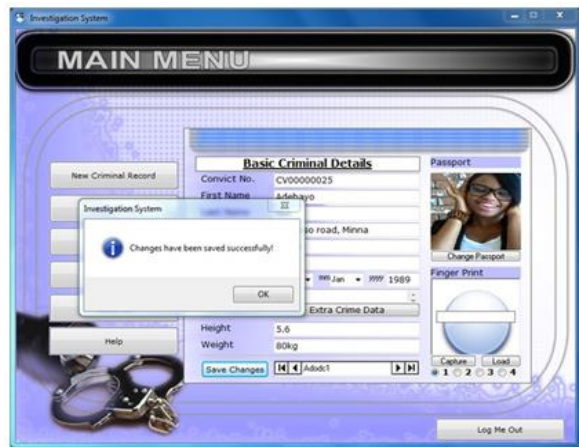 Investigation System
MAIN MENU
Basic Criminal Details
Passport
New Criminal Record
Convict No. CV00000025
First Name Adebayo
Investigation System
so road, Minna
Changes have been saved successfully!
Change Passport
Finger Print
Jan 1989
OK
Extra Crime Data
Height 5.6
Help
Weight 80kg
Capture Load
Save Changes Adodc1
1 2 3 4
Log Me Out